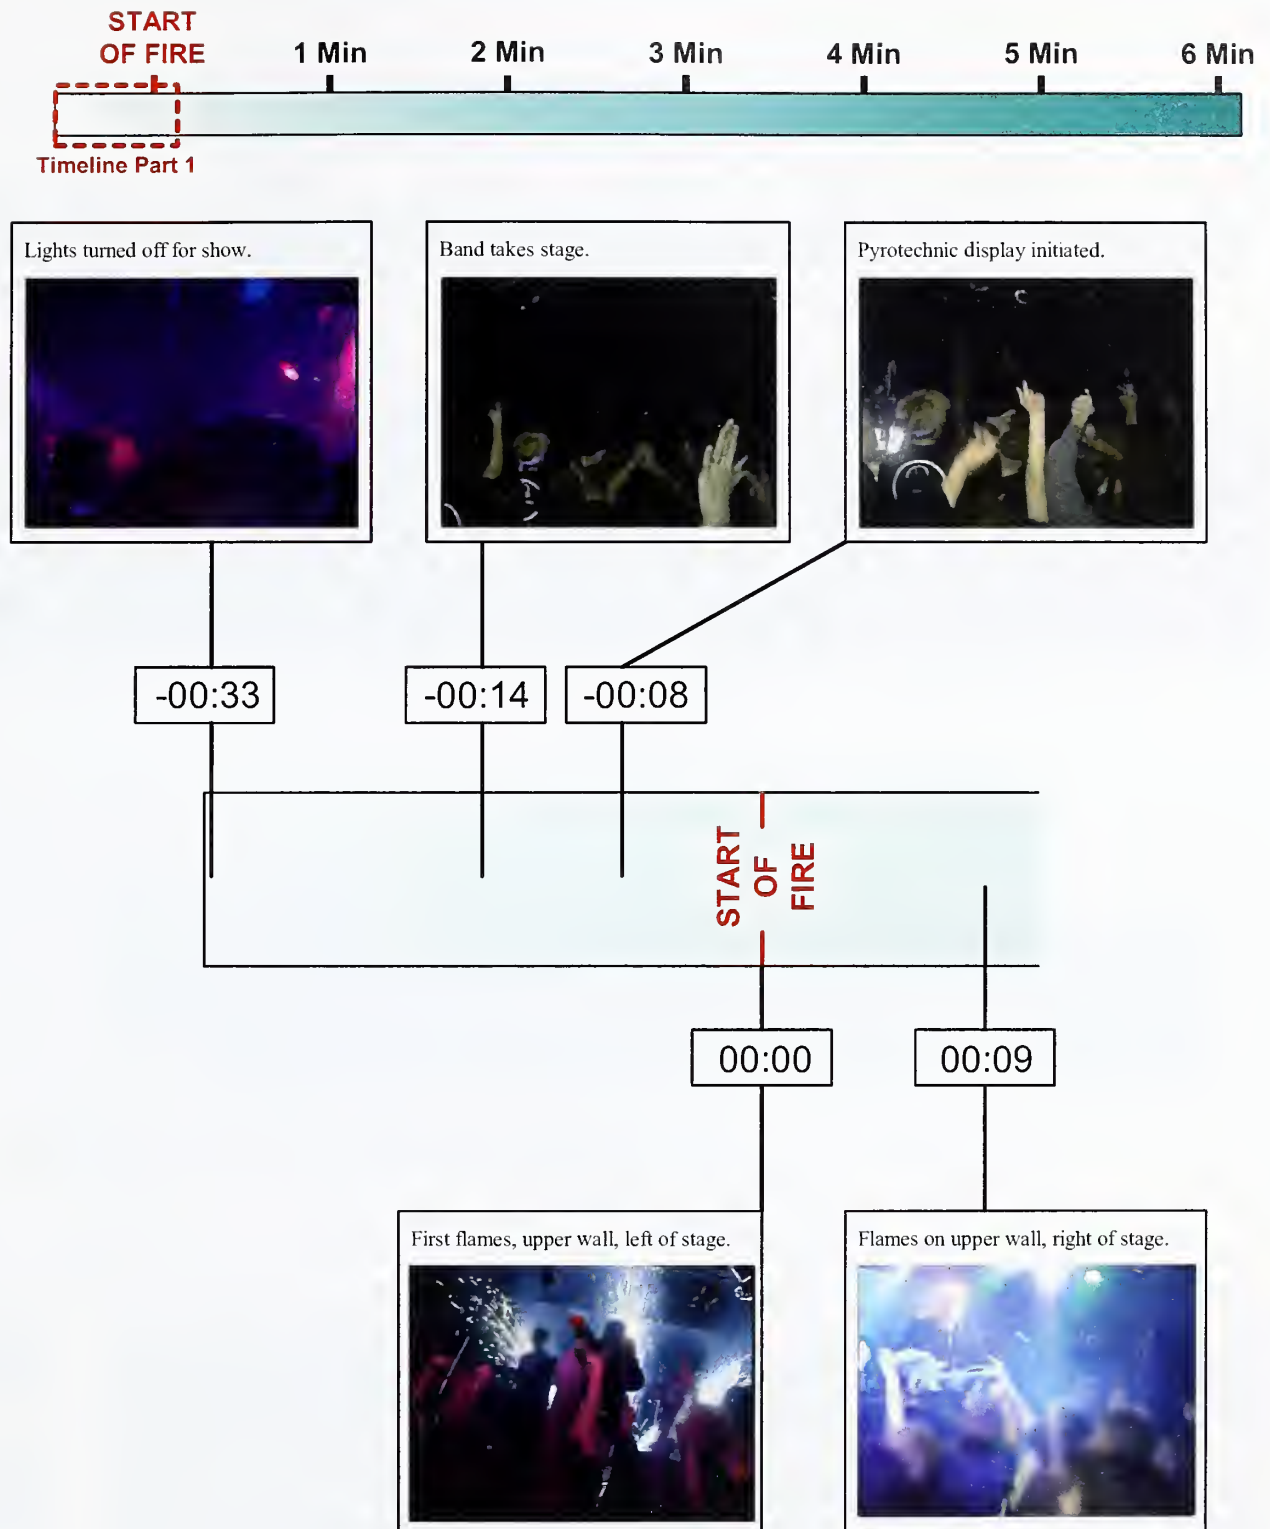 START
OF FIRE
1 Min
2 Min
3 Min
4 Min
5 Min
6 Min
Timeline Part 1
Lights turned off for show.
Band takes stage.
Pyrotechnic display initiated.
-00:33
-00:14
-00:08
START
OF
FIRE
00:00
00:09
First flames, upper wall, left of stage.
Flames on upper wall, right of stage.